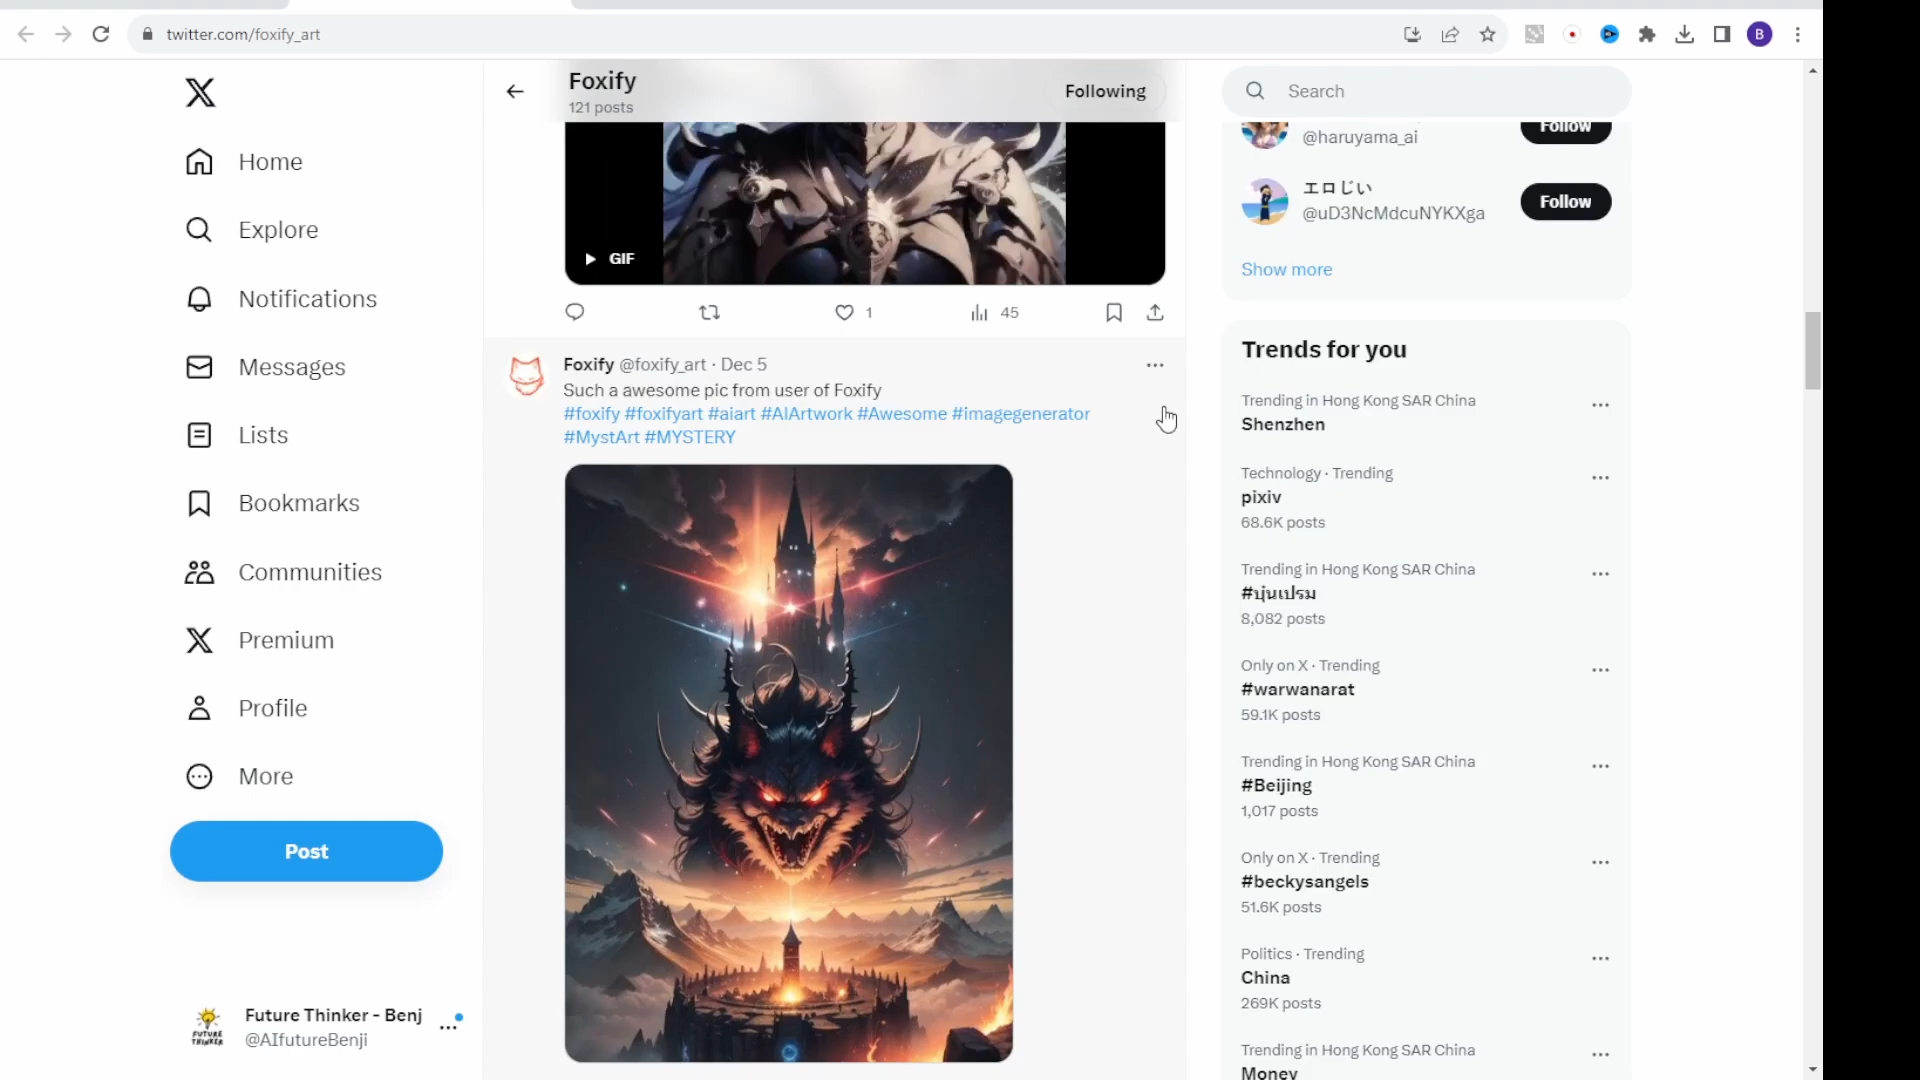 twitter.com/foxify_art
B
Home
Explore
Notifications
Messages
Lists
Bookmarks
Communities
Premium
Profile
More
Post
FUTURE
THINKER
Future Thinker - Benj
@AIfutureBenji
Foxify
121 posts
Following
GIF
1
45
Foxify @foxify_art · Dec 5
Such a awesome pic from user of Foxify
#foxify #foxifyart #aiart #AIArtwork #Awesome #imagegenerator
#MystArt #MYSTERY
Search
@haruyama_ai
Follow
エロじい
@uD3NcMdcuNYKXga
Follow
Show more
Trends for you
Trending in Hong Kong SAR China
Shenzhen
Technology · Trending
pixiv
68.6K posts
Trending in Hong Kong SAR China
#บุ๋นเปรม
8,082 posts
Only on X · Trending
#warwanarat
59.1K posts
Trending in Hong Kong SAR China
#Beijing
1,017 posts
Only on X · Trending
#beckysangels
51.6K posts
Politics · Trending
China
269K posts
Trending in Hong Kong SAR China
Money